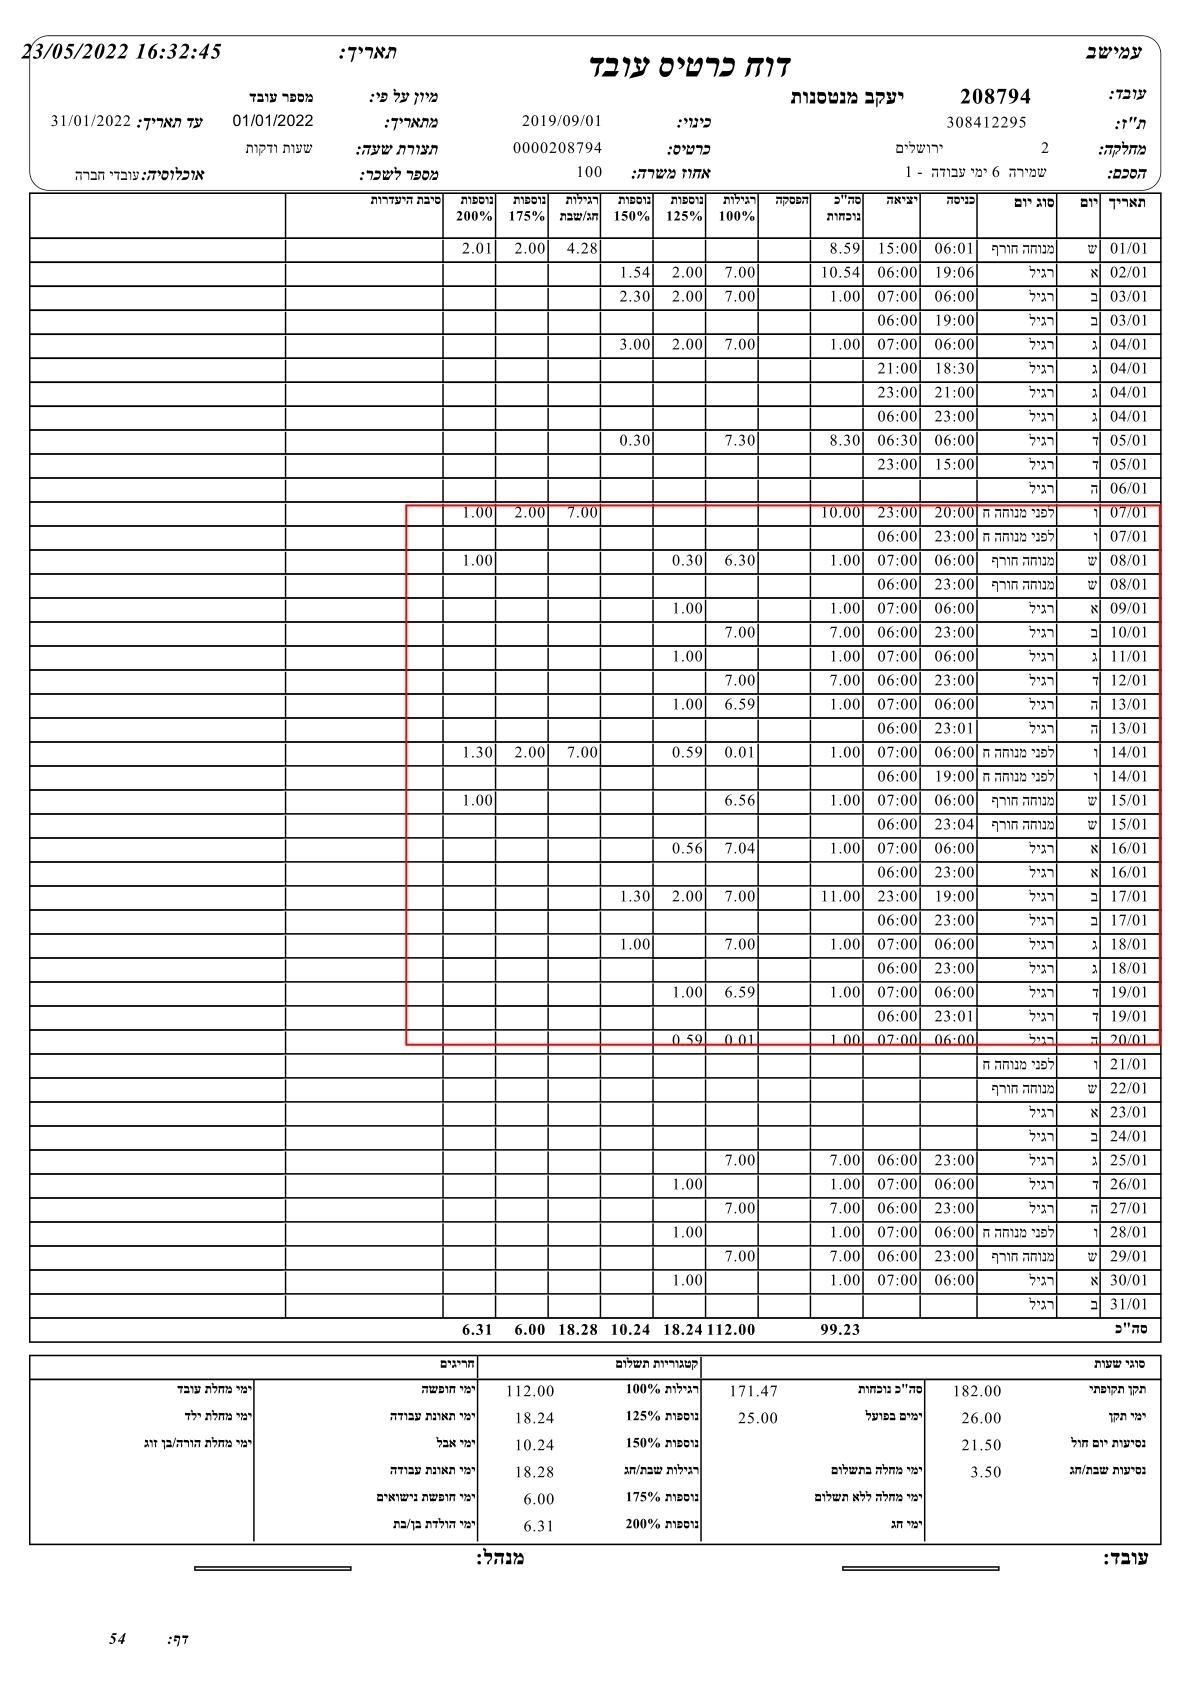 עמישב תאריך: 23/05/2022 16:32:45
דוח כרטיס עובד
עובד: 208794 יעקב מנטסנות מיון על פי: מספר עובד
ת"ז: 308412295 כינוי: 2019/09/01 מתאריך: 01/01/2022 עד תאריך: 31/01/2022
מחלקה: 2 ירושלים כרטיס: 0000208794 תצורת שעה: שעות ודקות
הסכם: שמירה 6 ימי עבודה - 1 אחוז משרה: 100 מספר לשכר: אוכלוסיה: עובדי חברה
תאריך יום סוג יום כניסה יציאה סה"כ נוכחות הפסקה רגילות 100% נוספות 125% נוספות 150% רגילות חג/שבת נוספות 175% נוספות 200% סיבת היעדרות
01/01 ש מנוחה חורף 06:01 15:00 8.59 4.28 2.00 2.01
02/01 א רגיל 19:06 06:00 10.54 7.00 2.00 1.54
03/01 ב רגיל 06:00 07:00 1.00 7.00 2.00 2.30
03/01 ב רגיל 19:00 06:00
04/01 ג רגיל 06:00 07:00 1.00 7.00 2.00 3.00
04/01 ג רגיל 18:30 21:00
04/01 ג רגיל 21:00 23:00
04/01 ג רגיל 23:00 06:00
05/01 ד רגיל 06:00 06:30 8.30 7.30 0.30
05/01 ד רגיל 15:00 23:00
06/01 ה רגיל
07/01 ו לפני מנוחה ח 20:00 23:00 10.00 7.00 2.00 1.00
07/01 ו לפני מנוחה ח 23:00 06:00
08/01 ש מנוחה חורף 06:00 07:00 1.00 6.30 0.30 1.00
08/01 ש מנוחה חורף 23:00 06:00
09/01 א רגיל 06:00 07:00 1.00 1.00
10/01 ב רגיל 23:00 06:00 7.00 7.00
11/01 ג רגיל 06:00 07:00 1.00 1.00
12/01 ד רגיל 23:00 06:00 7.00 7.00
13/01 ה רגיל 06:00 07:00 1.00 6.59 1.00
13/01 ה רגיל 23:01 06:00
14/01 ו לפני מנוחה ח 06:00 07:00 1.00 0.01 0.59 7.00 2.00 1.30
14/01 ו לפני מנוחה ח 19:00 06:00
15/01 ש מנוחה חורף 06:00 07:00 1.00 6.56 1.00
15/01 ש מנוחה חורף 23:04 06:00
16/01 א רגיל 06:00 07:00 1.00 7.04 0.56
16/01 א רגיל 23:00 06:00
17/01 ב רגיל 19:00 23:00 11.00 7.00 2.00 1.30
17/01 ב רגיל 23:00 06:00
18/01 ג רגיל 06:00 07:00 1.00 7.00 1.00
18/01 ג רגיל 23:00 06:00
19/01 ד רגיל 06:00 07:00 1.00 6.59 1.00
19/01 ד רגיל 23:01 06:00
20/01 ה רגיל 06:00 07:00 1.00 0.01 0.59
21/01 ו לפני מנוחה ח
22/01 ש מנוחה חורף
23/01 א רגיל
24/01 ב רגיל
25/01 ג רגיל 23:00 06:00 7.00 7.00
26/01 ד רגיל 06:00 07:00 1.00 1.00
27/01 ה רגיל 23:00 06:00 7.00 7.00
28/01 ו לפני מנוחה ח 06:00 07:00 1.00 1.00
29/01 ש מנוחה חורף 23:00 06:00 7.00 7.00
30/01 א רגיל 06:00 07:00 1.00 1.00
31/01 ב רגיל
סה"כ 99.23 112.00 18.24 10.24 18.28 6.00 6.31
סוגי שעות קטגוריות תשלום חריגים
תקן תקופתי 182.00 סה"כ נוכחות 171.47 רגילות 100% 112.00 ימי חופשה ימי מחלת עובד
ימי תקן 26.00 ימים בפועל 25.00 נוספות 125% 18.24 ימי תאונת עבודה ימי מחלת ילד
נסיעות יום חול 21.50 נוספות 150% 10.24 ימי אבל ימי מחלת הורה/בן זוג
נסיעות שבת/חג 3.50 ימי מחלה בתשלום רגילות שבת/חג 18.28 ימי תאונת עבודה
ימי מחלה ללא תשלום נוספות 175% 6.00 ימי חופשת נישואים
ימי חג נוספות 200% 6.31 ימי הולדת בן/בת
עובד: מנהל:
דף: 54